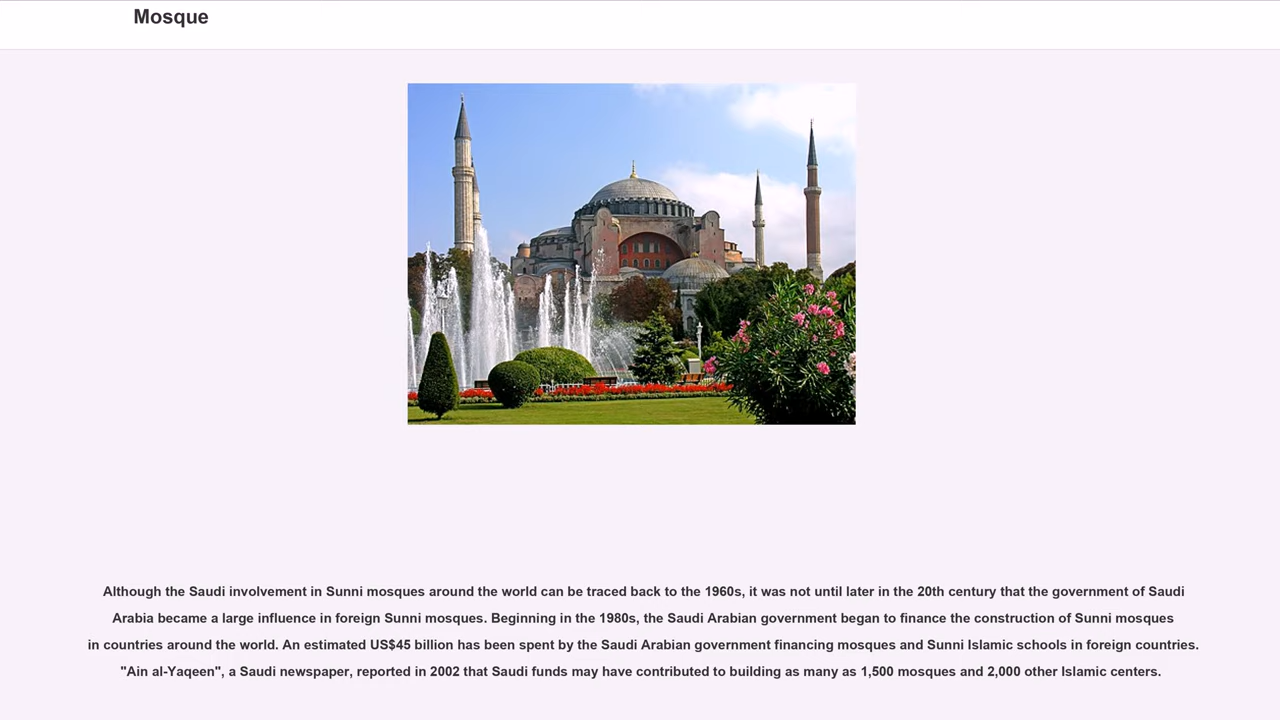 Mosque
Although the Saudi involvement in Sunni mosques around the world can be traced back to the 1960s, it was not until later in the 20th century that the government of Saudi
Arabia became a large influence in foreign Sunni mosques. Beginning in the 1980s, the Saudi Arabian government began to finance the construction of Sunni mosques
in countries around the world. An estimated US$45 billion has been spent by the Saudi Arabian government financing mosques and Sunni Islamic schools in foreign countries.
"Ain al-Yaqeen", a Saudi newspaper, reported in 2002 that Saudi funds may have contributed to building as many as 1,500 mosques and 2,000 other Islamic centers.